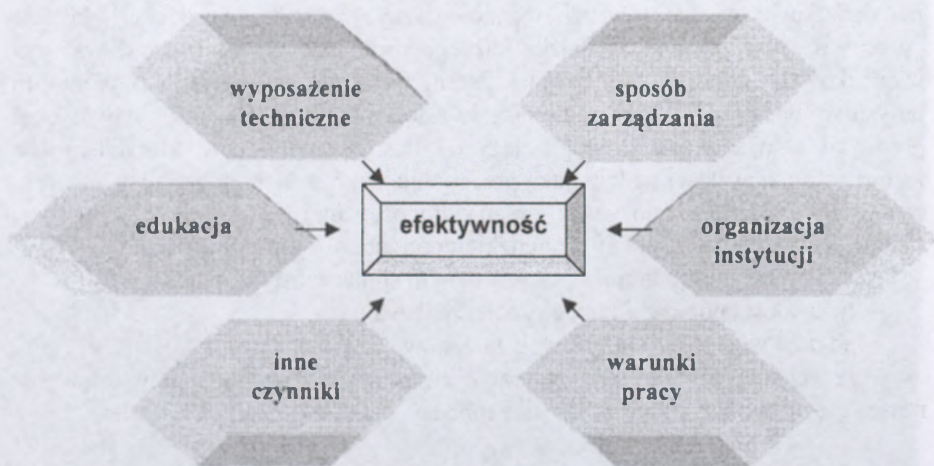 wyposażenie
techniczne
sposób
zarządzania
edukacja
efektywność
organizacja
instytucji
inne
czynniki
warunki
pracy